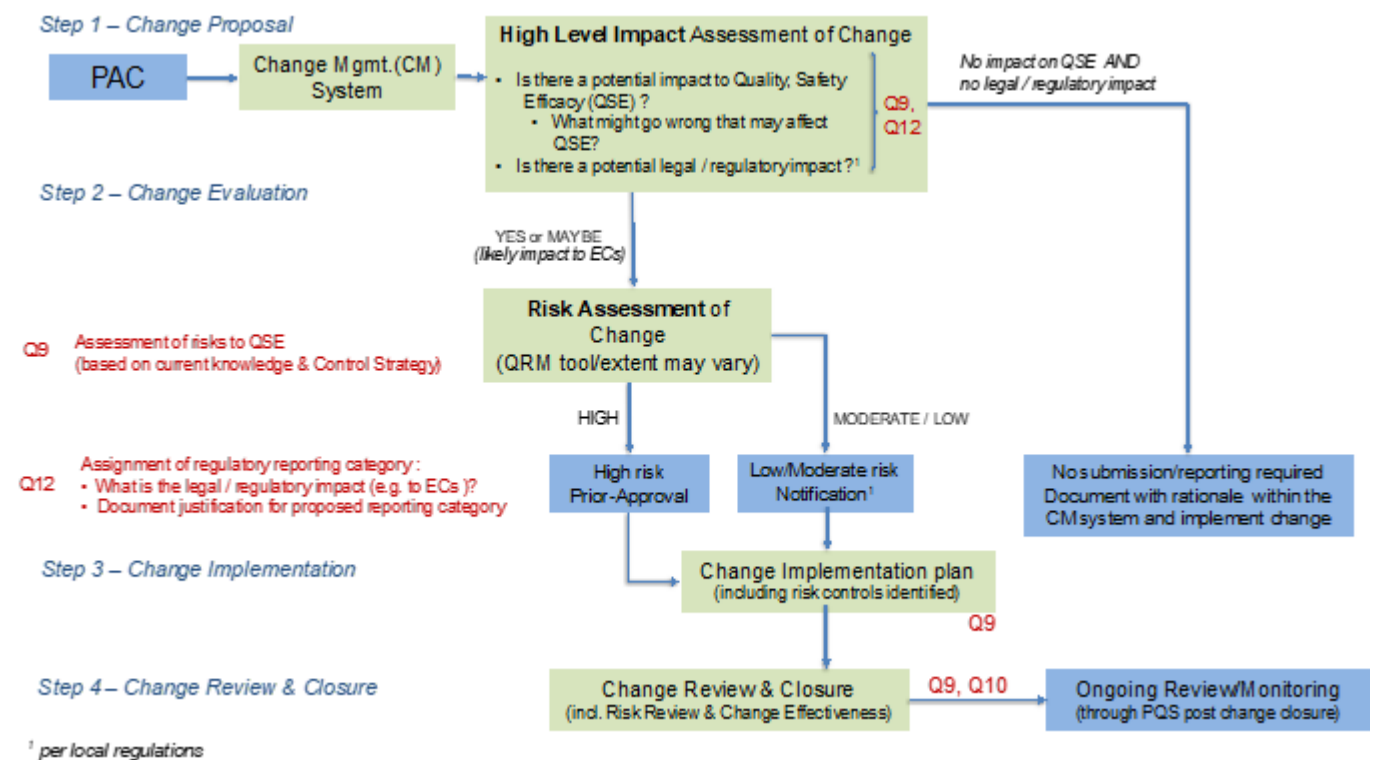 Step 1 – Change Proposal
PAC
Change Mgmt.(CM)
System
High Level Impact Assessment of Change
• Is there a potential impact to Quality, Safety
Efficacy (QSE) ?
• What might go wrong that may affect
QSE?
• Is there a potential legal / regulatory impact ?¹
Q9,
Q12
No impact on QSE AND
no legal / regulatory impact
Step 2 – Change Evaluation
YES or MAYBE
(likely impact to ECs)
Risk Assessment of
Change
(QRM tool/extent may vary)
Q9
Assessment of risks to QSE
(based on current knowledge & Control Strategy)
HIGH
MODERATE / LOW
Q12
Assignment of regulatory reporting category :
• What is the legal / regulatory impact (e.g. to ECs )?
• Document justification for proposed reporting category
High risk
Prior-Approval
Low/Moderate risk
Notification¹
No submission/reporting required
Document with rationale within the
CM system and implement change
Step 3 – Change Implementation
Change Implementation plan
(including risk controls identified)
Q9
Step 4 – Change Review & Closure
Change Review & Closure
(incl. Risk Review & Change Effectiveness)
Q9, Q10
Ongoing Review/Monitoring
(through PQS post change closure)
¹ per local regulations